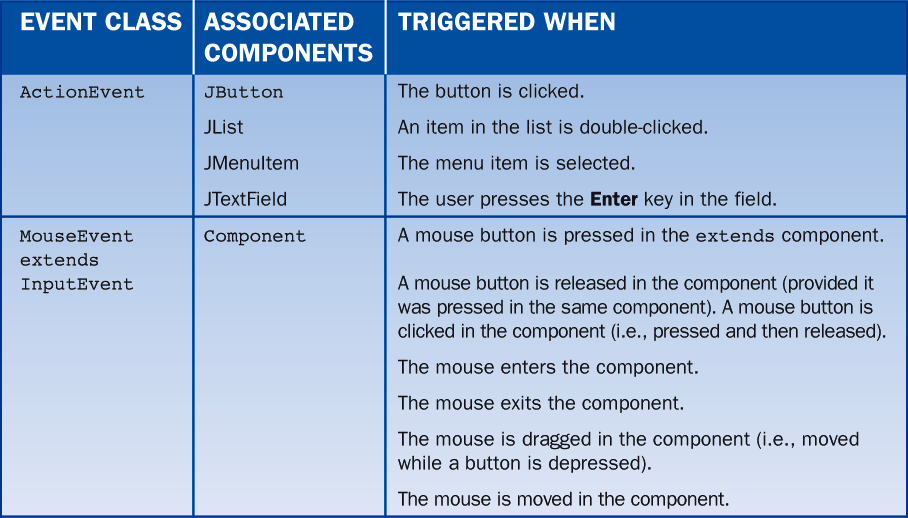 EVENT CLASS
ASSOCIATED
COMPONENTS
TRIGGERED WHEN
ActionEvent
JButton
The button is clicked.
JList
An item in the list is double-clicked.
JMenuItem
The menu item is selected.
JTextField
The user presses the Enter key in the field.
MouseEvent
extends
InputEvent
Component
A mouse button is pressed in the extends component.
A mouse button is released in the component (provided it
was pressed in the same component). A mouse button is
clicked in the component (i.e., pressed and then released).
The mouse enters the component.
The mouse exits the component.
The mouse is dragged in the component (i.e., moved
while a button is depressed).
The mouse is moved in the component.